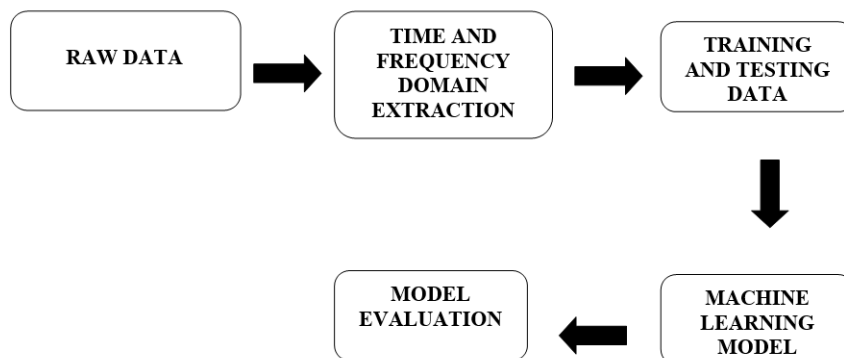 RAW DATA
TIME AND
FREQUENCY
DOMAIN
EXTRACTION
TRAINING
AND TESTING
DATA
MACHINE
LEARNING
MODEL
MODEL
EVALUATION